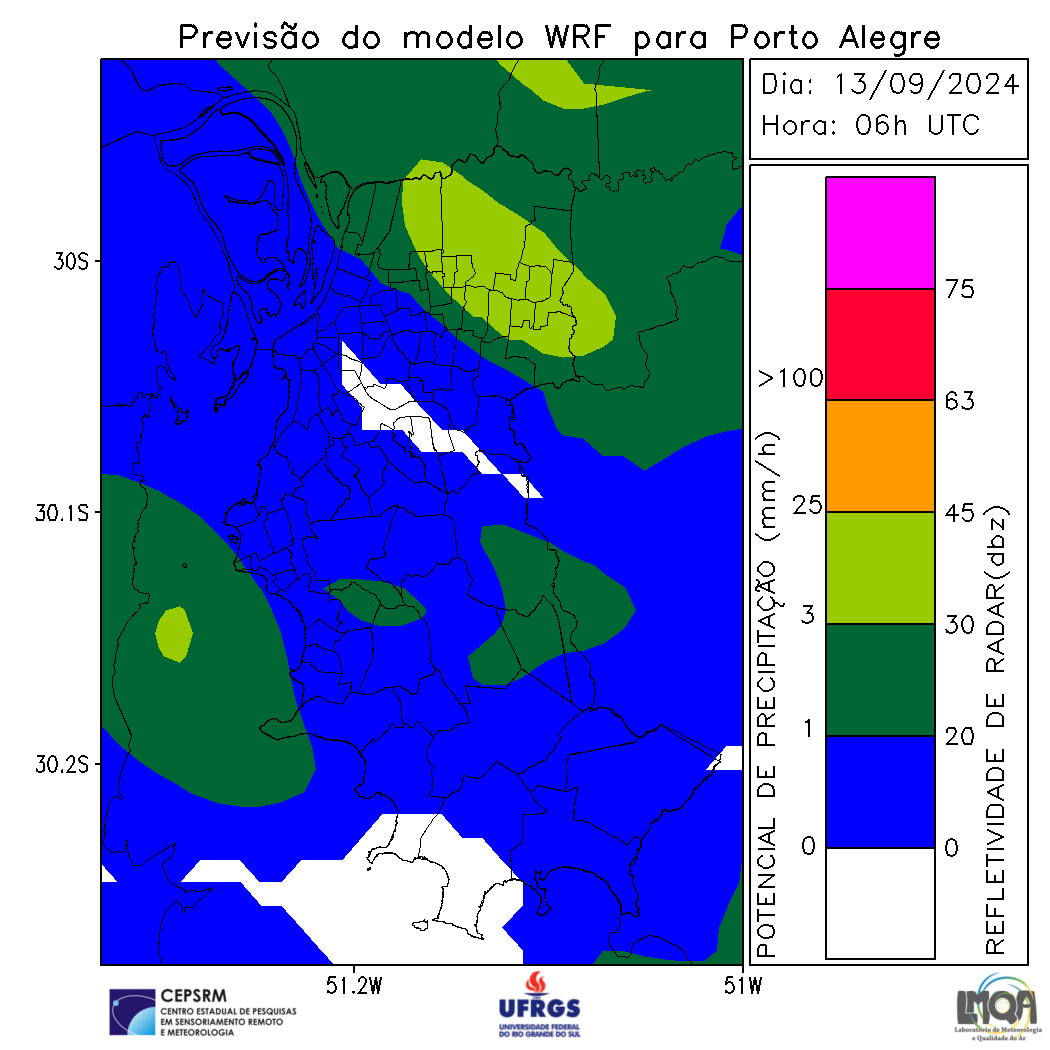 Previsão do modelo WRF para Porto Alegre
Dia: 13/09/2024
Hora: 06h UTC
30S
30.1S
30.2S
51.2W
51W
POTENCIAL DE PRECIPITAÇÃO (mm/h)
>100
25
3
1
0
75
63
45
30
20
0
REFLETIVIDADE DE RADAR(dbz)
CEPSRM
CENTRO ESTADUAL DE PESQUISAS
EM SENSORIAMENTO REMOTO
E METEOROLOGIA
UFRGS
UNIVERSIDADE FEDERAL
DO RIO GRANDE DO SUL
LMQA
Laboratório de Meteorologia
e Qualidade do Ar